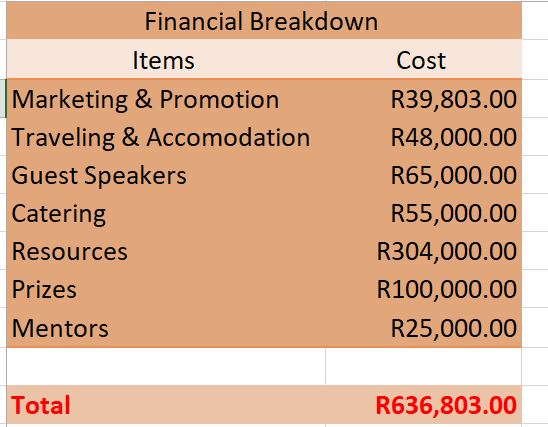 Financial Breakdown
Items Cost
Marketing & Promotion R39,803.00
Traveling & Accomodation R48,000.00
Guest Speakers R65,000.00
Catering R55,000.00
Resources R304,000.00
Prizes R100,000.00
Mentors R25,000.00
Total R636,803.00